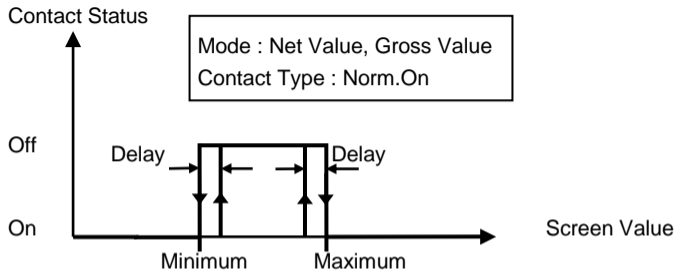 Contact Status
Mode : Net Value, Gross Value
Contact Type : Norm.On
Off
Delay
Delay
On
Screen Value
Minimum
Maximum